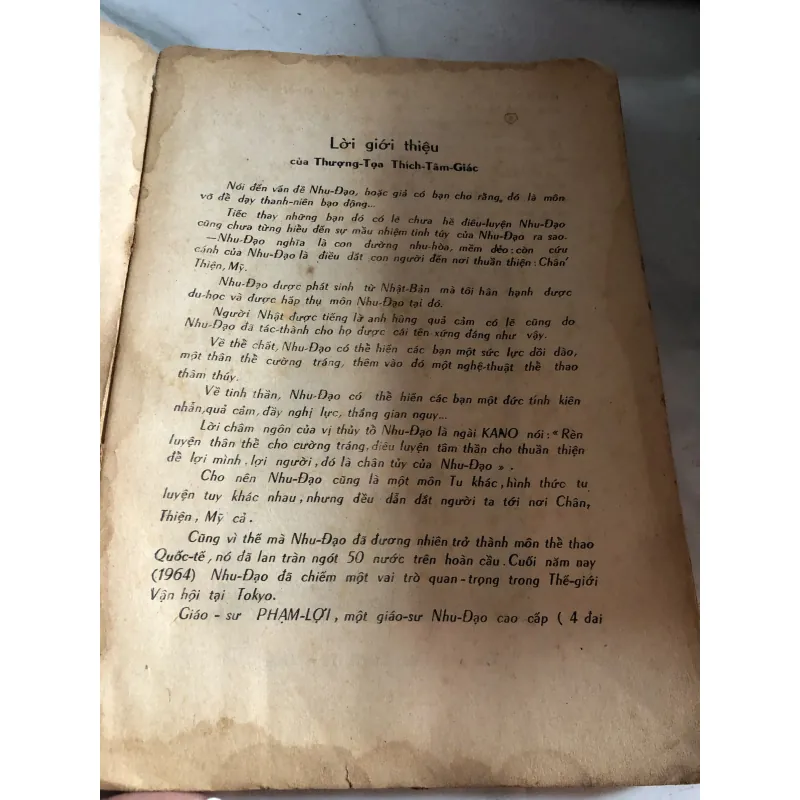 Lời giới thiệu
của Thượng-Tọa Thích-Tâm-Giác
Nói đến vấn đề Nhu-Đạo, hoặc giả có bạn cho rằng, đó là môn
võ để dạy thanh-niên bạo động...
Tiếc thay những bạn đó có lẽ chưa hề điều-luyện Nhu-Đạo
cũng chưa từng hiểu đến sự mầu nhiệm tinh túy của Nhu-Đạo ra sao.
—Nhu-Đạo nghĩa là con đường nhu-hòa, mềm dẻo; còn cứu
cánh của Nhu-Đạo là điều dắt con người đến nơi thuần thiện: Chân'
Thiện, Mỹ.
Nhu-Đạo được phát sinh từ Nhật-Bản mà tôi hân hạnh được
du-học và được hấp thụ môn Nhu-Đạo tại đó.
Người Nhật được tiếng là anh hùng quả cảm có lẽ cũng do
Nhu-Đạo đã tác-thành cho họ được cái tên xứng đáng như vậy.
Về thể chất, Nhu-Đạo có thể hiến các bạn một sức lực dồi dào,
một thân thể cường tráng, thêm vào đó một nghệ-thuật thể thao
thâm thúy.
Về tinh thần, Nhu-Đạo có thể hiến các bạn một đức tính kiên
nhẫn, quả cảm, đầy nghị lực, thắng gian nguy...
Lời châm ngôn của vị thủy tổ Nhu-Đạo là ngài KANO nói: « Rèn
luyện thân thể cho cường tráng, điều luyện tâm thần cho thuần thiện
để lợi mình, lợi người, đó là chân tủy của Nhu-Đạo ».
Cho nên Nhu-Đạo cũng là một môn Tu khác, hình thức tu
luyện tuy khác nhau, nhưng đều dẫn dắt người ta tới nơi Chân,
Thiện, Mỹ cả.
Cũng vì thế mà Nhu-Đạo đã đương nhiên trở thành môn thể thao
Quốc-tế, nó đã lan tràn ngót 50 nước trên hoàn cầu. Cuối năm nay
(1964) Nhu-Đạo đã chiếm một vai trò quan-trọng trong Thế-giới
Vận hội tại Tokyo.
Giáo-sư PHẠM-LỢI, một giáo-sư Nhu-Đạo cao cấp ( 4 đai